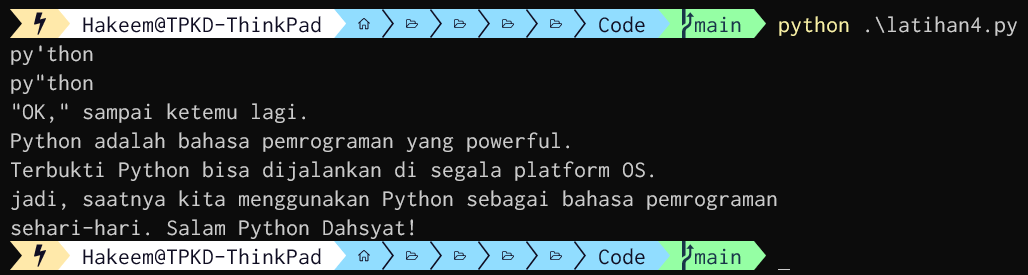 Hakeem@TPKD-ThinkPad Code main python .\latihan4.py
py'thon
py"thon
"OK," sampai ketemu lagi.
Python adalah bahasa pemrograman yang powerful.
Terbukti Python bisa dijalankan di segala platform OS.
jadi, saatnya kita menggunakan Python sebagai bahasa pemrograman
sehari-hari. Salam Python Dahsyat!
Hakeem@TPKD-ThinkPad Code main _